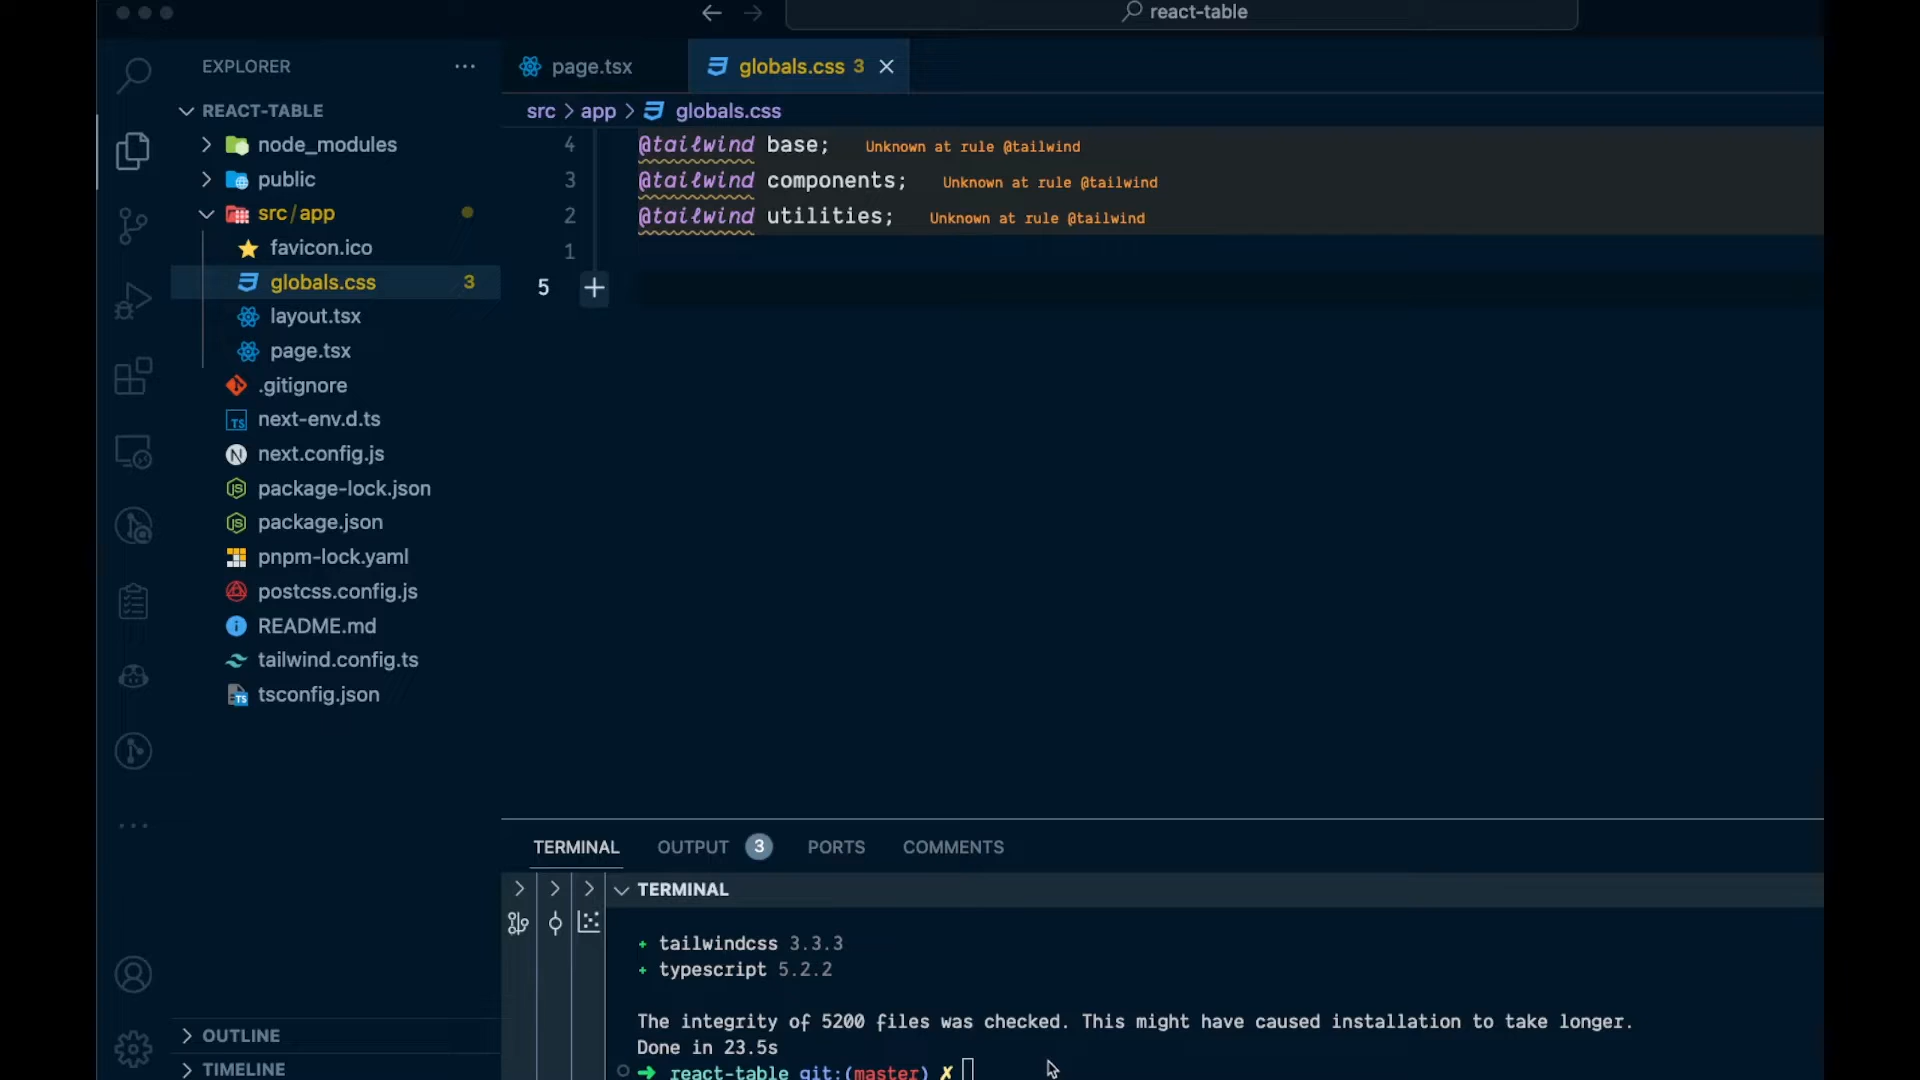 react-table
EXPLORER
page.tsx
globals.css 3
REACT-TABLE
src > app > globals.css
node_modules
public
src/app
favicon.ico
globals.css 3
layout.tsx
page.tsx
.gitignore
next-env.d.ts
next.config.js
package-lock.json
package.json
pnpm-lock.yaml
postcss.config.js
README.md
tailwind.config.ts
tsconfig.json
OUTLINE
TIMELINE
4 @tailwind base; Unknown at rule @tailwind
3 @tailwind components; Unknown at rule @tailwind
2 @tailwind utilities; Unknown at rule @tailwind
1
5
TERMINAL OUTPUT 3 PORTS COMMENTS
TERMINAL
+ tailwindcss 3.3.3
+ typescript 5.2.2
The integrity of 5200 files was checked. This might have caused installation to take longer.
Done in 23.5s
➜ react-table git:(master) ✗